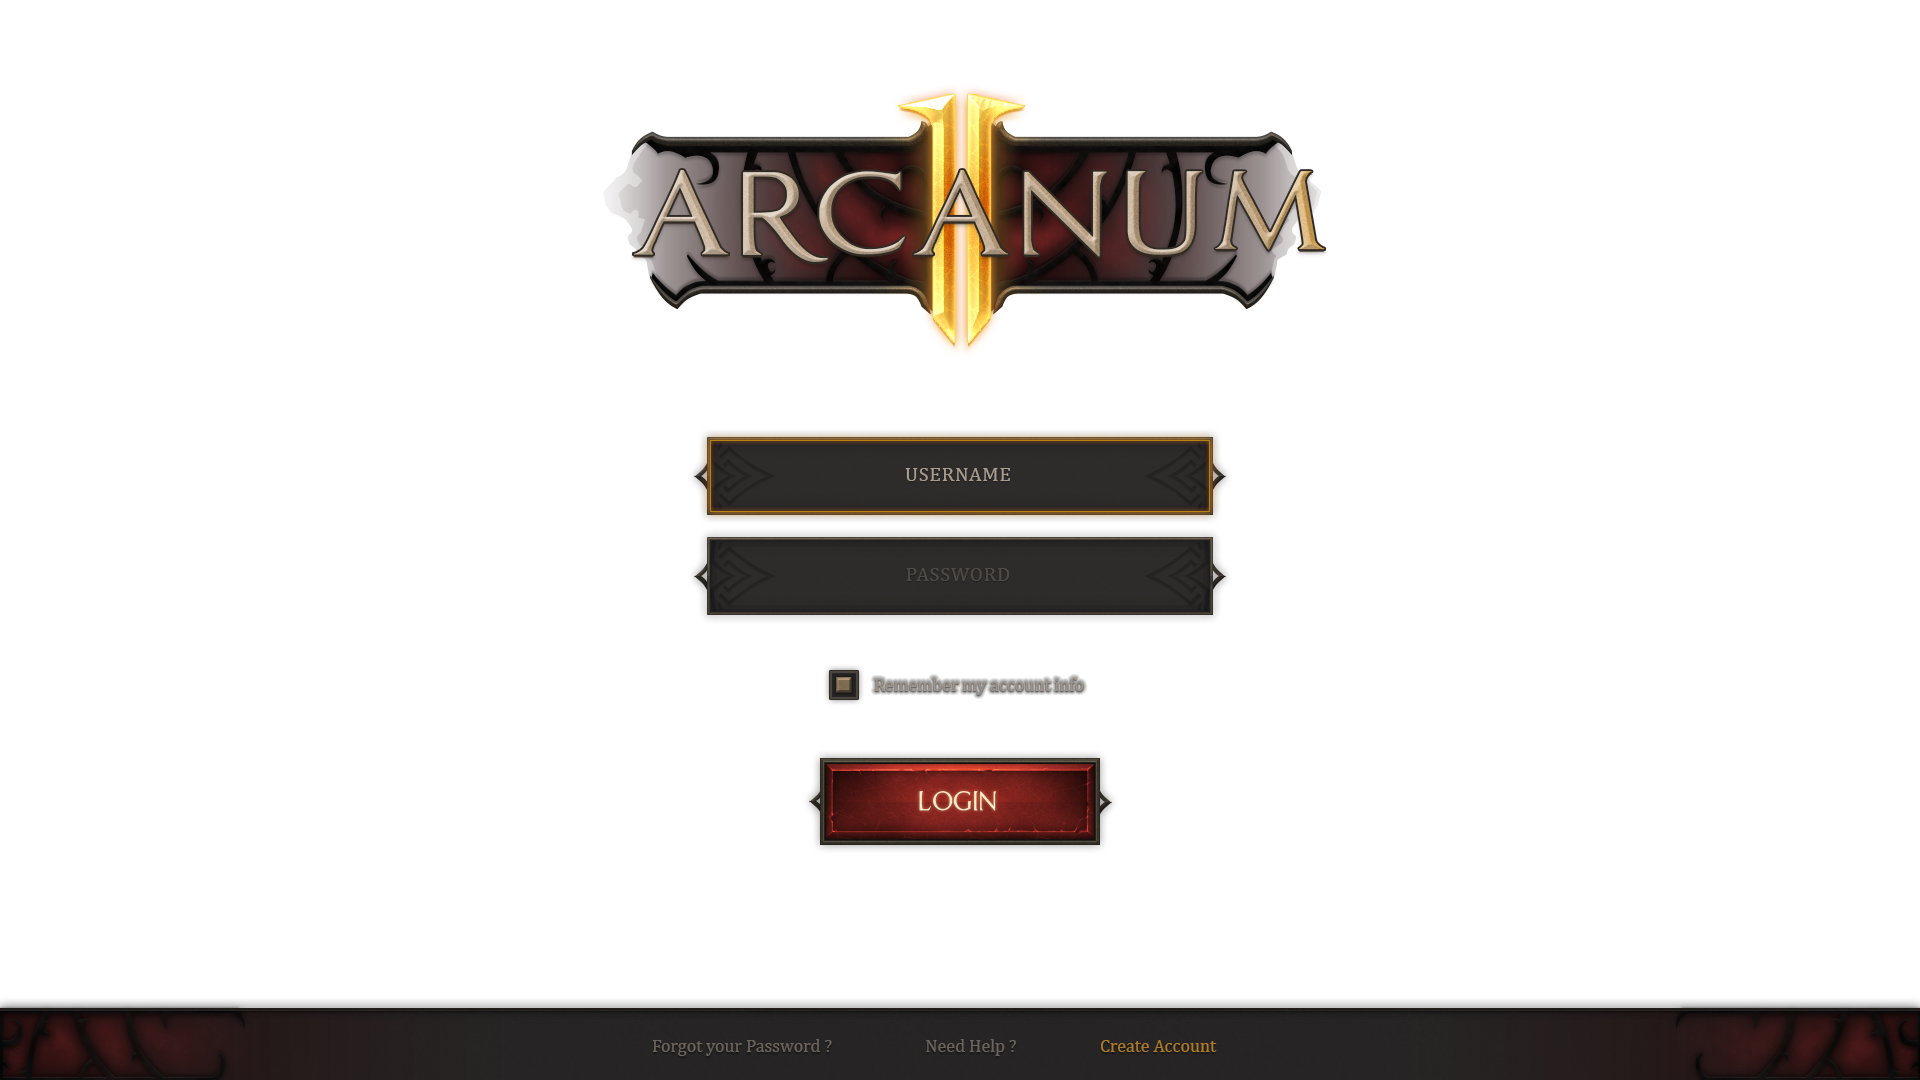 ARCANUM
II
USERNAME
PASSWORD
Remember my account info
LOGIN
Forgot your Password ?
Need Help ?
Create Account